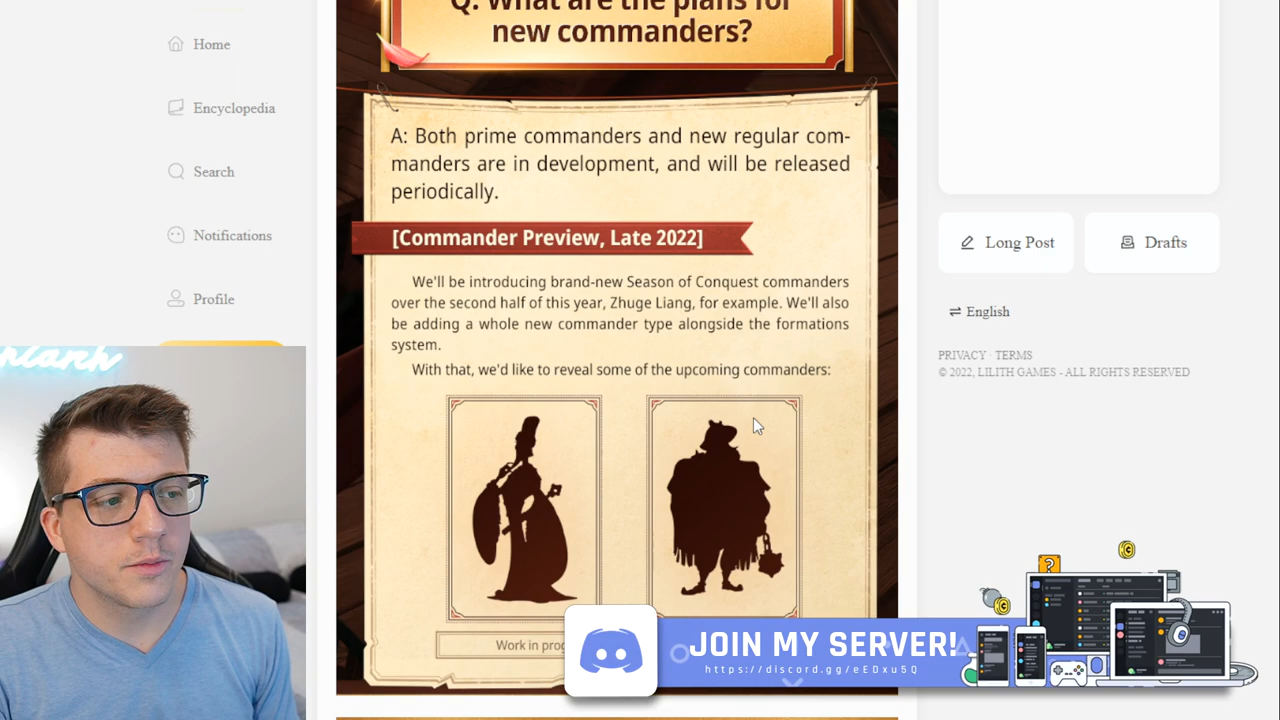 Home
Encyclopedia
Search
Notifications
Profile
Q: What are the plans for
new commanders?
A: Both prime commanders and new regular com-
manders are in development, and will be released
periodically.
[Commander Preview, Late 2022]
We'll be introducing brand-new Season of Conquest commanders
over the second half of this year, Zhuge Liang, for example. We'll also
be adding a whole new commander type alongside the formations
system.
With that, we'd like to reveal some of the upcoming commanders:
Work in prog
Long Post
Drafts
English
PRIVACY · TERMS
© 2022, LILITH GAMES - ALL RIGHTS RESERVED
JOIN MY SERVER!
https://discord.gg/eEDxu5Q